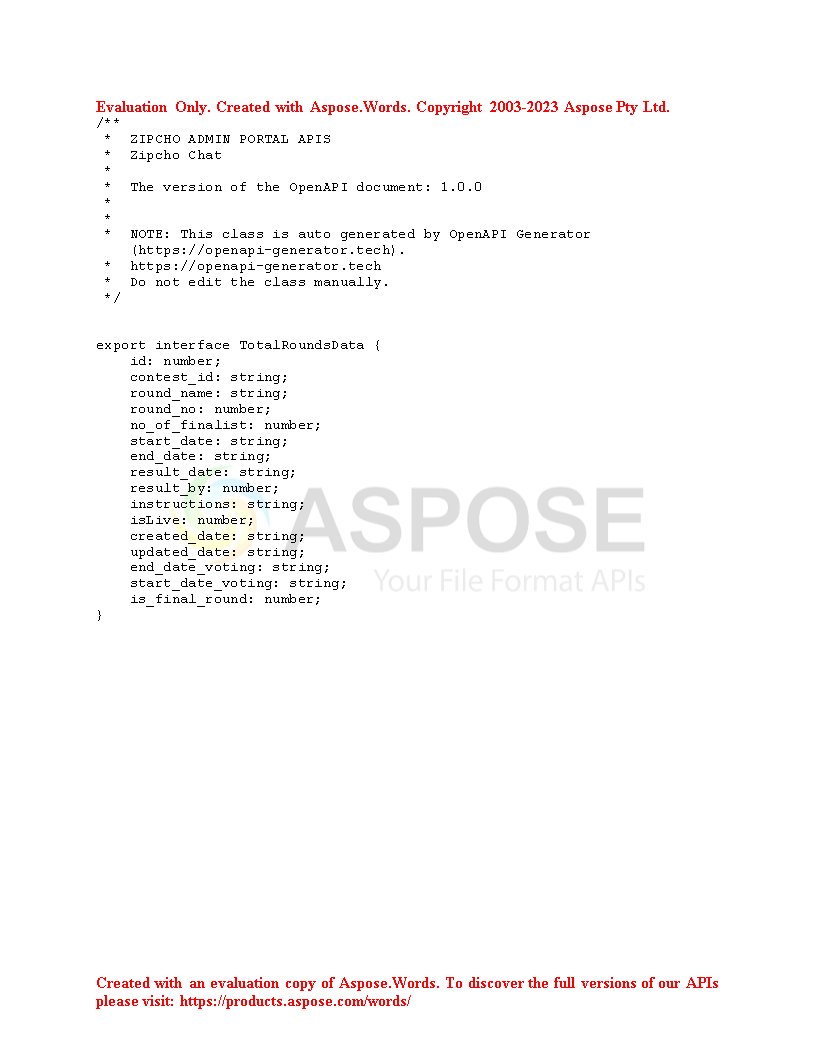 Evaluation Only. Created with Aspose.Words. Copyright 2003-2023 Aspose Pty Ltd.
/**
 *  ZIPCHO ADMIN PORTAL APIS
 *  Zipcho Chat
 *
 *  The version of the OpenAPI document: 1.0.0
 *
 *
 *  NOTE: This class is auto generated by OpenAPI Generator
    (https://openapi-generator.tech).
 *  https://openapi-generator.tech
 *  Do not edit the class manually.
 */
export interface TotalRoundsData {
    id: number;
    contest_id: string;
    round_name: string;
    round_no: number;
    no_of_finalist: number;
    start_date: string;
    end_date: string;
    result_date: string;
    result_by: number;
    instructions: string;
    isLive: number;
    created_date: string;
    updated_date: string;
    end_date_voting: string;
    start_date_voting: string;
    is_final_round: number;
}
ASPOSE
Your File Format APIs
Created with an evaluation copy of Aspose.Words. To discover the full versions of our APIs
please visit: https://products.aspose.com/words/